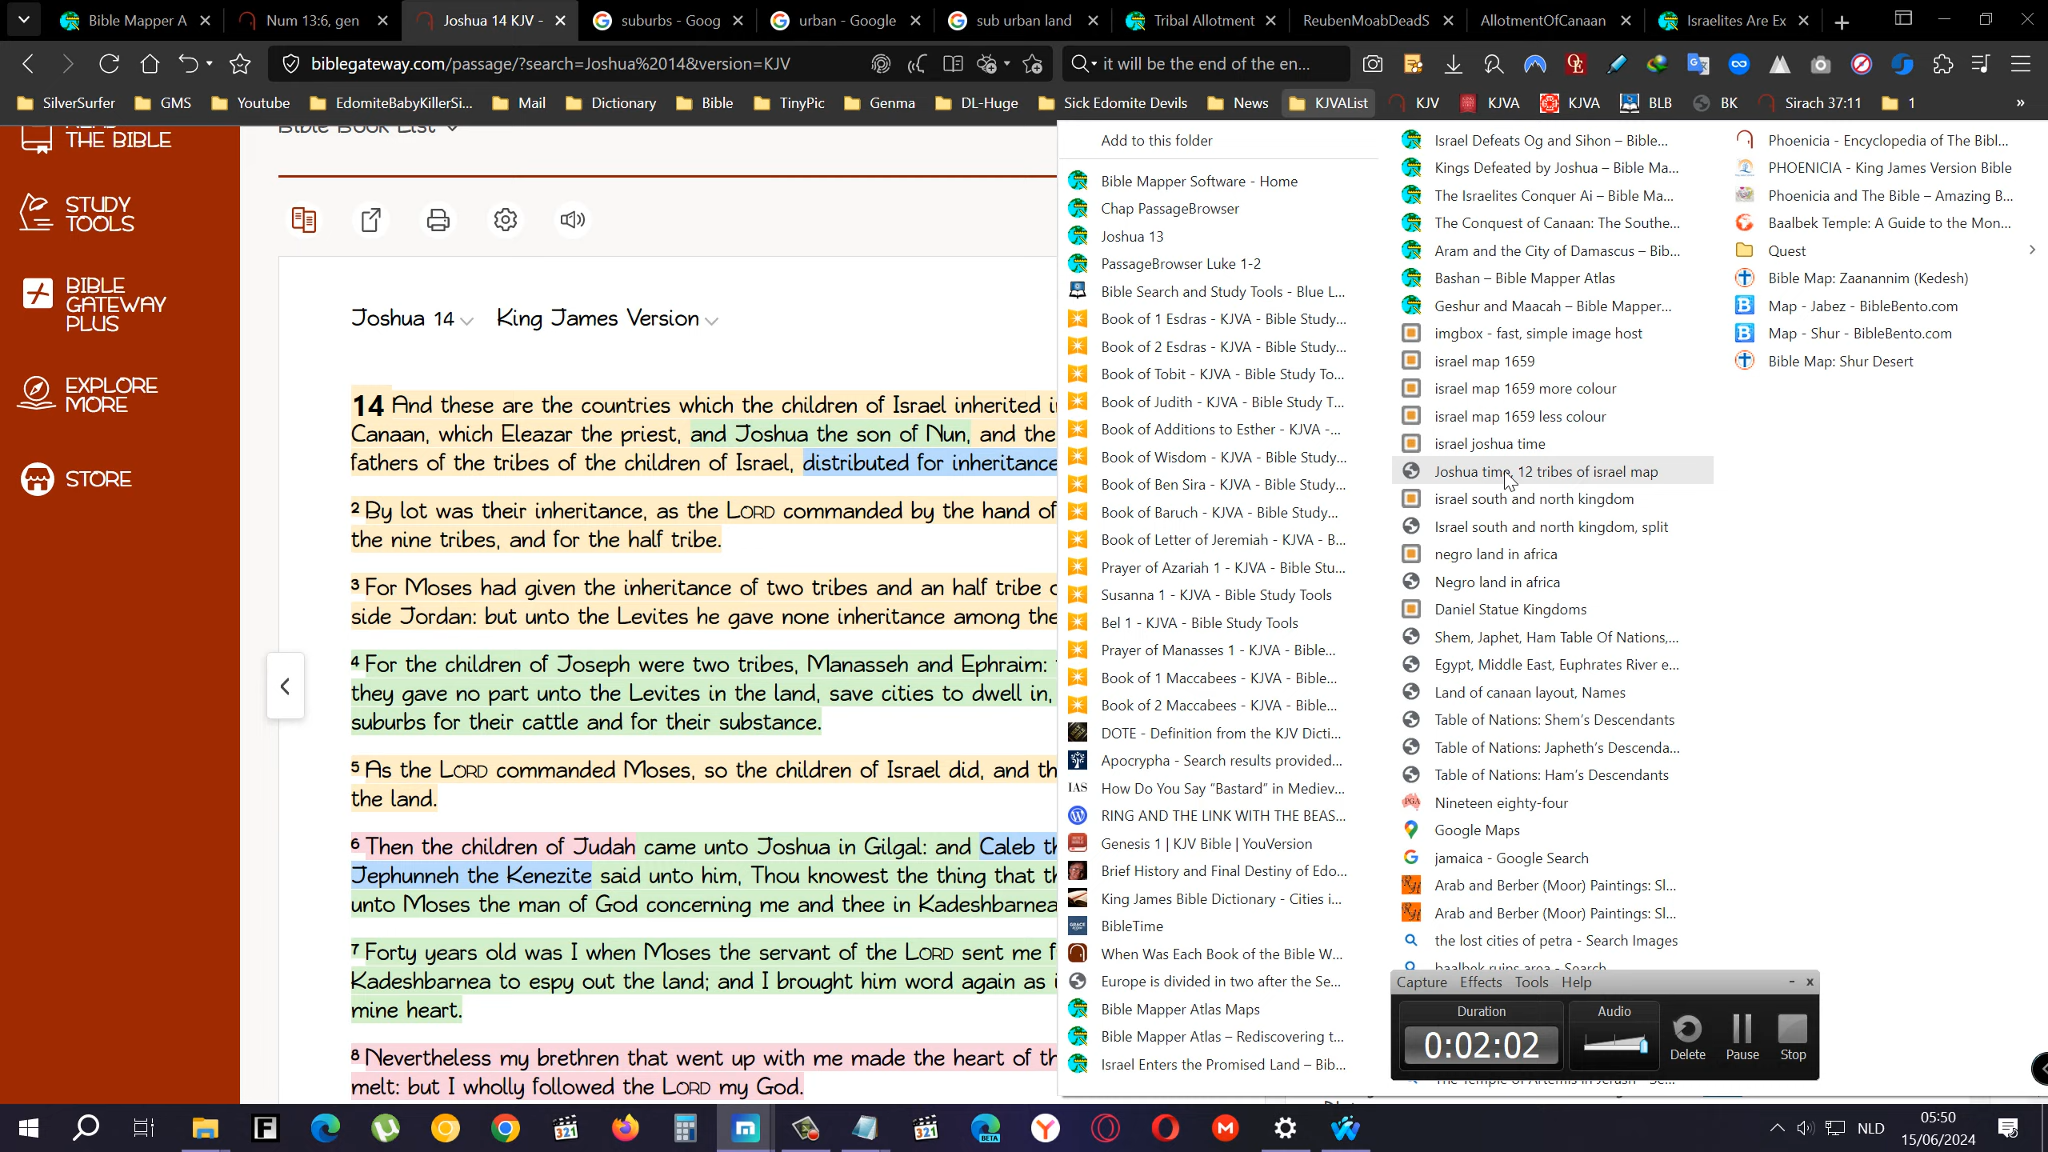 Bible Mapper A
Num 13:6, gen
Joshua 14 KJV -
suburbs - Goog
urban - Google
sub urban land
Tribal Allotment
ReubenMoabDeadS
AllotmentOfCanaan
Israelites Are Ex
biblegateway.com/passage/?search=Joshua%2014&version=KJV
it will be the end of the en...
SilverSurfer
GMS
Youtube
EdomiteBabyKillerSi...
Mail
Dictionary
Bible
TinyPic
Genma
DL-Huge
Sick Edomite Devils
News
KJVAList
KJV
KJVA
KJVA
BLB
BK
Sirach 37:11
1
»
THE BIBLE
STUDY
TOOLS
BIBLE
GATEWAY
PLUS
EXPLORE
MORE
STORE
Bible Book List
Joshua 14
King James Version
14 And these are the countries which the children of Israel inherited i
Canaan, which Eleazar the priest, and Joshua the son of Nun, and the
fathers of the tribes of the children of Israel, distributed for inheritance
2 By lot was their inheritance, as the LORD commanded by the hand of
the nine tribes, and for the half tribe.
3 For Moses had given the inheritance of two tribes and an half tribe
side Jordan: but unto the Levites he gave none inheritance among the
4 For the children of Joseph were two tribes, Manasseh and Ephraim:
they gave no part unto the Levites in the land, save cities to dwell in,
suburbs for their cattle and for their substance.
5 As the LORD commanded Moses, so the children of Israel did, and th
the land.
6 Then the children of Judah came unto Joshua in Gilgal: and Caleb th
Jephunneh the Kenezite said unto him, Thou knowest the thing that th
unto Moses the man of God concerning me and thee in Kadeshbarnea
7 Forty years old was I when Moses the servant of the LORD sent me f
Kadeshbarnea to espy out the land; and I brought him word again as i
mine heart.
8 Nevertheless my brethren that went up with me made the heart of th
melt: but I wholly followed the LORD my God.
Add to this folder
Bible Mapper Software - Home
Chap PassageBrowser
Joshua 13
PassageBrowser Luke 1-2
Bible Search and Study Tools - Blue L...
Book of 1 Esdras - KJVA - Bible Study...
Book of 2 Esdras - KJVA - Bible Study...
Book of Tobit - KJVA - Bible Study To...
Book of Judith - KJVA - Bible Study T...
Book of Additions to Esther - KJVA -...
Book of Wisdom - KJVA - Bible Study...
Book of Ben Sira - KJVA - Bible Study...
Book of Baruch - KJVA - Bible Study...
Book of Letter of Jeremiah - KJVA - B...
Prayer of Azariah 1 - KJVA - Bible Stu...
Susanna 1 - KJVA - Bible Study Tools
Bel 1 - KJVA - Bible Study Tools
Prayer of Manasses 1 - KJVA - Bible...
Book of 1 Maccabees - KJVA - Bible...
Book of 2 Maccabees - KJVA - Bible...
DOTE - Definition from the KJV Dicti...
Apocrypha - Search results provided...
IAS How Do You Say “Bastard” in Mediev...
RING AND THE LINK WITH THE BEAS...
Genesis 1 | KJV Bible | YouVersion
Brief History and Final Destiny of Edo...
King James Bible Dictionary - Cities i...
BibleTime
When Was Each Book of the Bible W...
Europe is divided in two after the Se...
Bible Mapper Atlas Maps
Bible Mapper Atlas – Rediscovering t...
Israel Enters the Promised Land – Bib...
Israel Defeats Og and Sihon – Bible...
Kings Defeated by Joshua – Bible Ma...
The Israelites Conquer Ai – Bible Ma...
The Conquest of Canaan: The Southe...
Aram and the City of Damascus – Bib...
Bashan – Bible Mapper Atlas
Geshur and Maacah – Bible Mapper...
imgbox - fast, simple image host
israel map 1659
israel map 1659 more colour
israel map 1659 less colour
israel joshua time
Joshua time, 12 tribes of israel map
israel south and north kingdom
Israel south and north kingdom, split
negro land in africa
Negro land in africa
Daniel Statue Kingdoms
Shem, Japhet, Ham Table Of Nations,...
Egypt, Middle East, Euphrates River e...
Land of canaan layout, Names
Table of Nations: Shem’s Descendants
Table of Nations: Japheth’s Descenda...
Table of Nations: Ham’s Descendants
Nineteen eighty-four
Google Maps
jamaica - Google Search
Arab and Berber (Moor) Paintings: Sl...
Arab and Berber (Moor) Paintings: Sl...
the lost cities of petra - Search Images
baalbek ruins area - Search
Phoenicia - Encyclopedia of The Bibl...
PHOENICIA - King James Version Bible
Phoenicia and The Bible – Amazing B...
Baalbek Temple: A Guide to the Mon...
Quest
Bible Map: Zaanannim (Kedesh)
Map - Jabez - BibleBento.com
Map - Shur - BibleBento.com
Bible Map: Shur Desert
Capture Effects Tools Help
Duration
0:02:02
Audio
Delete
Pause
Stop
NLD
05:50
15/06/2024